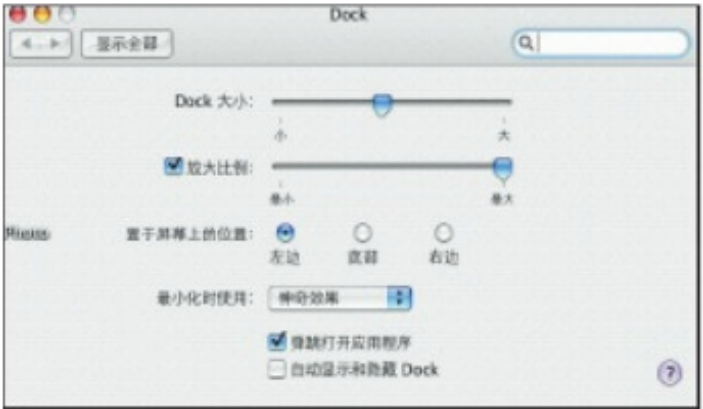 Dock
显示全部
Dock 大小:
小 大
放大比例:
最小 最大
置于屏幕上的位置:
左边 底部 右边
最小化时使用: 神奇效果
弹跳打开应用程序
自动显示和隐藏 Dock
?